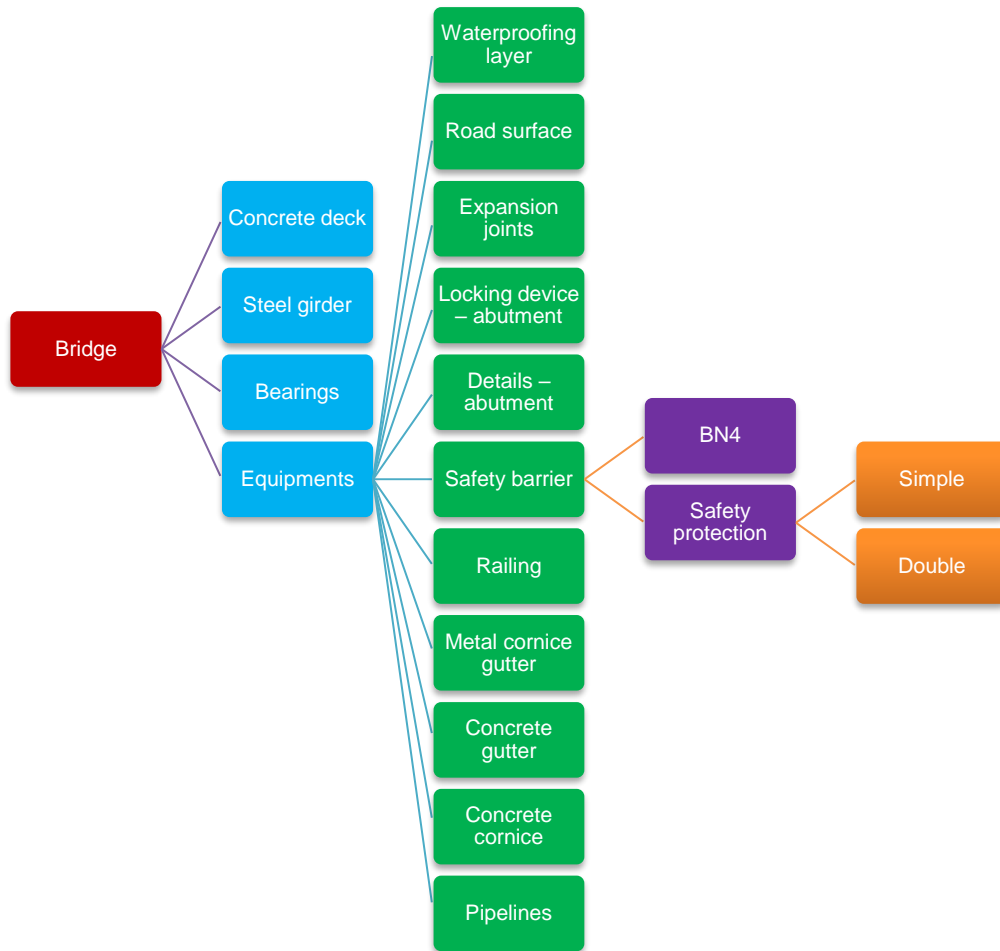 Bridge
Concrete deck
Steel girder
Bearings
Equipments
Waterproofing
layer
Road surface
Expansion
joints
Locking device
– abutment
Details –
abutment
Safety barrier
Railing
Metal cornice
gutter
Concrete
gutter
Concrete
cornice
Pipelines
BN4
Safety
protection
Simple
Double